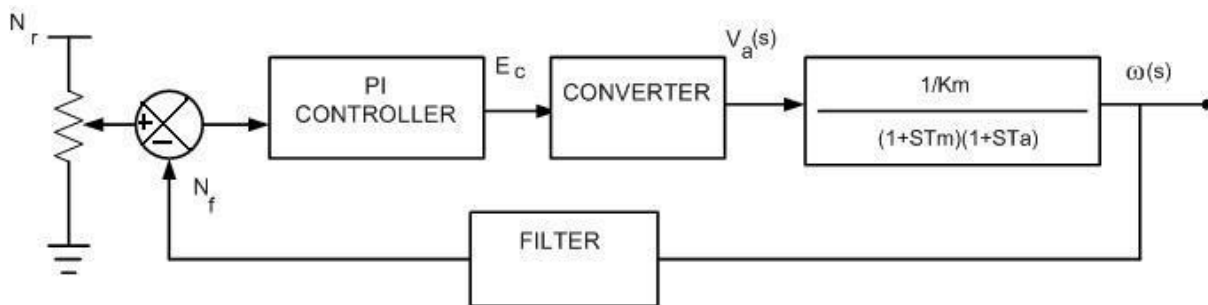 N r
+
−
N f
PI
CONTROLLER
E c
CONVERTER
V a (s)
1/Km
(1+STm)(1+STa)
ω(s)
FILTER